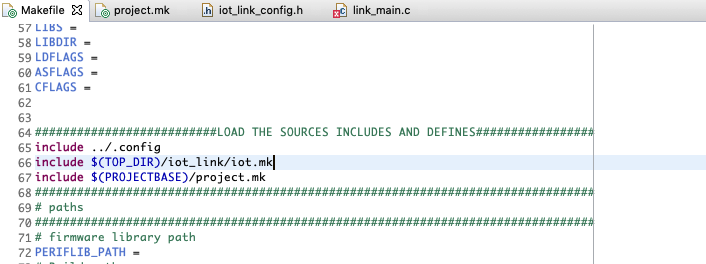 Makefile project.mk iot_link_config.h link_main.c
57 LIBS =
58 LIBDIR =
59 LDFLAGS =
60 ASFLAGS =
61 CFLAGS =
62
63
64 ##########################LOAD THE SOURCES INCLUDES AND DEFINES#################
65 include ../.config
66 include $(TOP_DIR)/iot_link/iot.mk
67 include $(PROJECTBASE)/project.mk
68 ################################################################################
69 # paths
70 ################################################################################
71 # firmware library path
72 PERIFLIB_PATH =